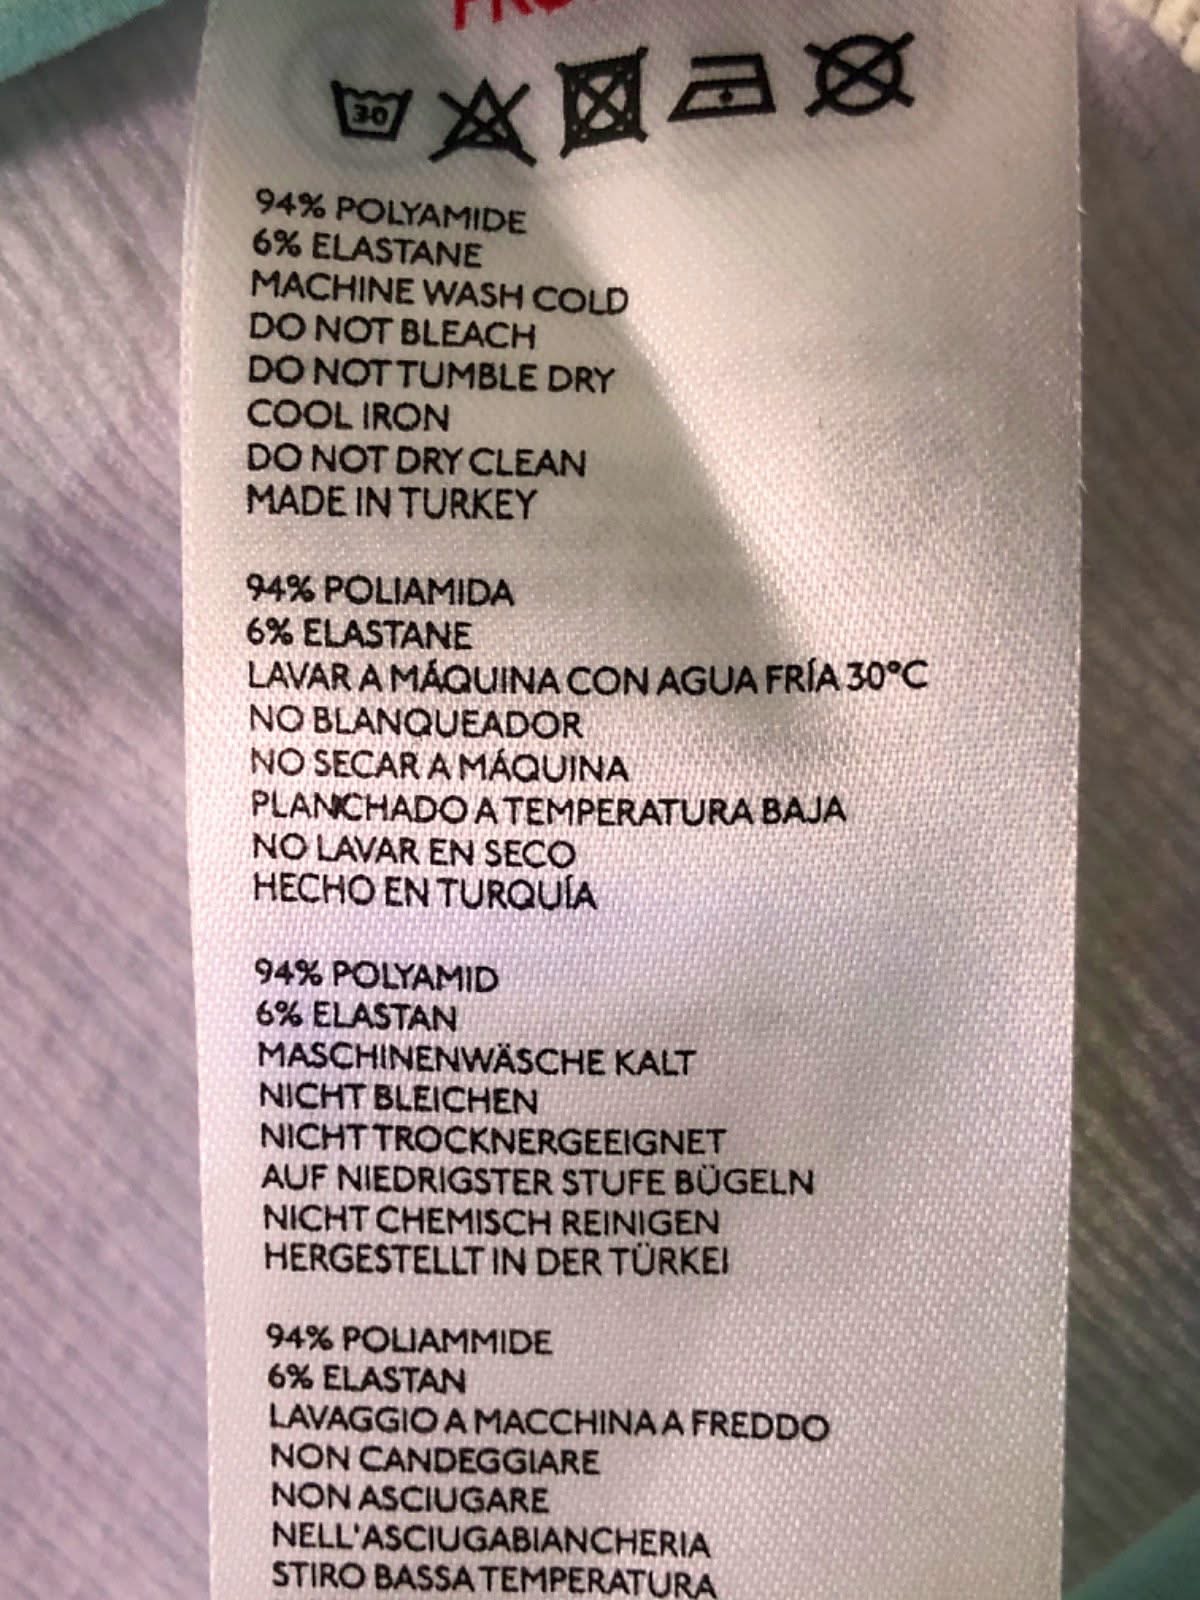 30
94% POLYAMIDE
6% ELASTANE
MACHINE WASH COLD
DO NOT BLEACH
DO NOT TUMBLE DRY
COOL IRON
DO NOT DRY CLEAN
MADE IN TURKEY
94% POLIAMIDA
6% ELASTANE
LAVAR A MÁQUINA CON AGUA FRÍA 30°C
NO BLANQUEADOR
NO SECAR A MÁQUINA
PLANCHADO A TEMPERATURA BAJA
NO LAVAR EN SECO
HECHO EN TURQUÍA
94% POLYAMID
6% ELASTAN
MASCHINENWÄSCHE KALT
NICHT BLEICHEN
NICHT TROCKNERGEEIGNET
AUF NIEDRIGSTER STUFE BÜGELN
NICHT CHEMISCH REINIGEN
HERGESTELLT IN DER TÜRKEI
94% POLIAMMIDE
6% ELASTAN
LAVAGGIO A MACCHINA A FREDDO
NON CANDEGGIARE
NON ASCIUGARE
NELL'ASCIUGABIANCHERIA
STIRO BASSA TEMPERATURA